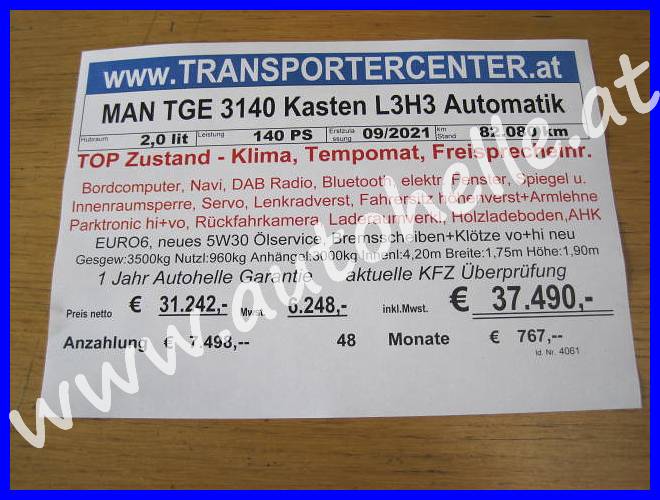 www.TRANSPORTERCENTER.at
MAN TGE 3140 Kasten L3H3 Automatik
Hubraum 2,0 lit Leistung 140 PS Erstzulassung 09/2021 km Stand 82.080 km
TOP Zustand - Klima, Tempomat, Freisprecheinr.
Bordcomputer, Navi, DAB Radio, Bluetooth, elektr. Fenster, Spiegel u.
Innenraumsperre, Servo, Lenkradverst, Fahrersitz höhenverst+Armlehne
Parktronic hi+vo, Rückfahrkamera, Laderaumverkl, Holzladeboden,AHK
EURO6, neues 5W30 Ölservice, Bremsscheiben+Klötze vo+hi neu
Gesgew:3500kg Nutzl:960kg Anhängel:3000kg Innenl:4,20m Breite:1,75m Höhe:1,90m
1 Jahr Autohelle Garantie aktuelle KFZ Überprüfung
Preis netto € 31.242,- Mwst. 6.248,- inkl.Mwst. € 37.490,-
Anzahlung € 7.498,-- 48 Monate € 767,--
Id. Nr. 4061
www.autohelle.at